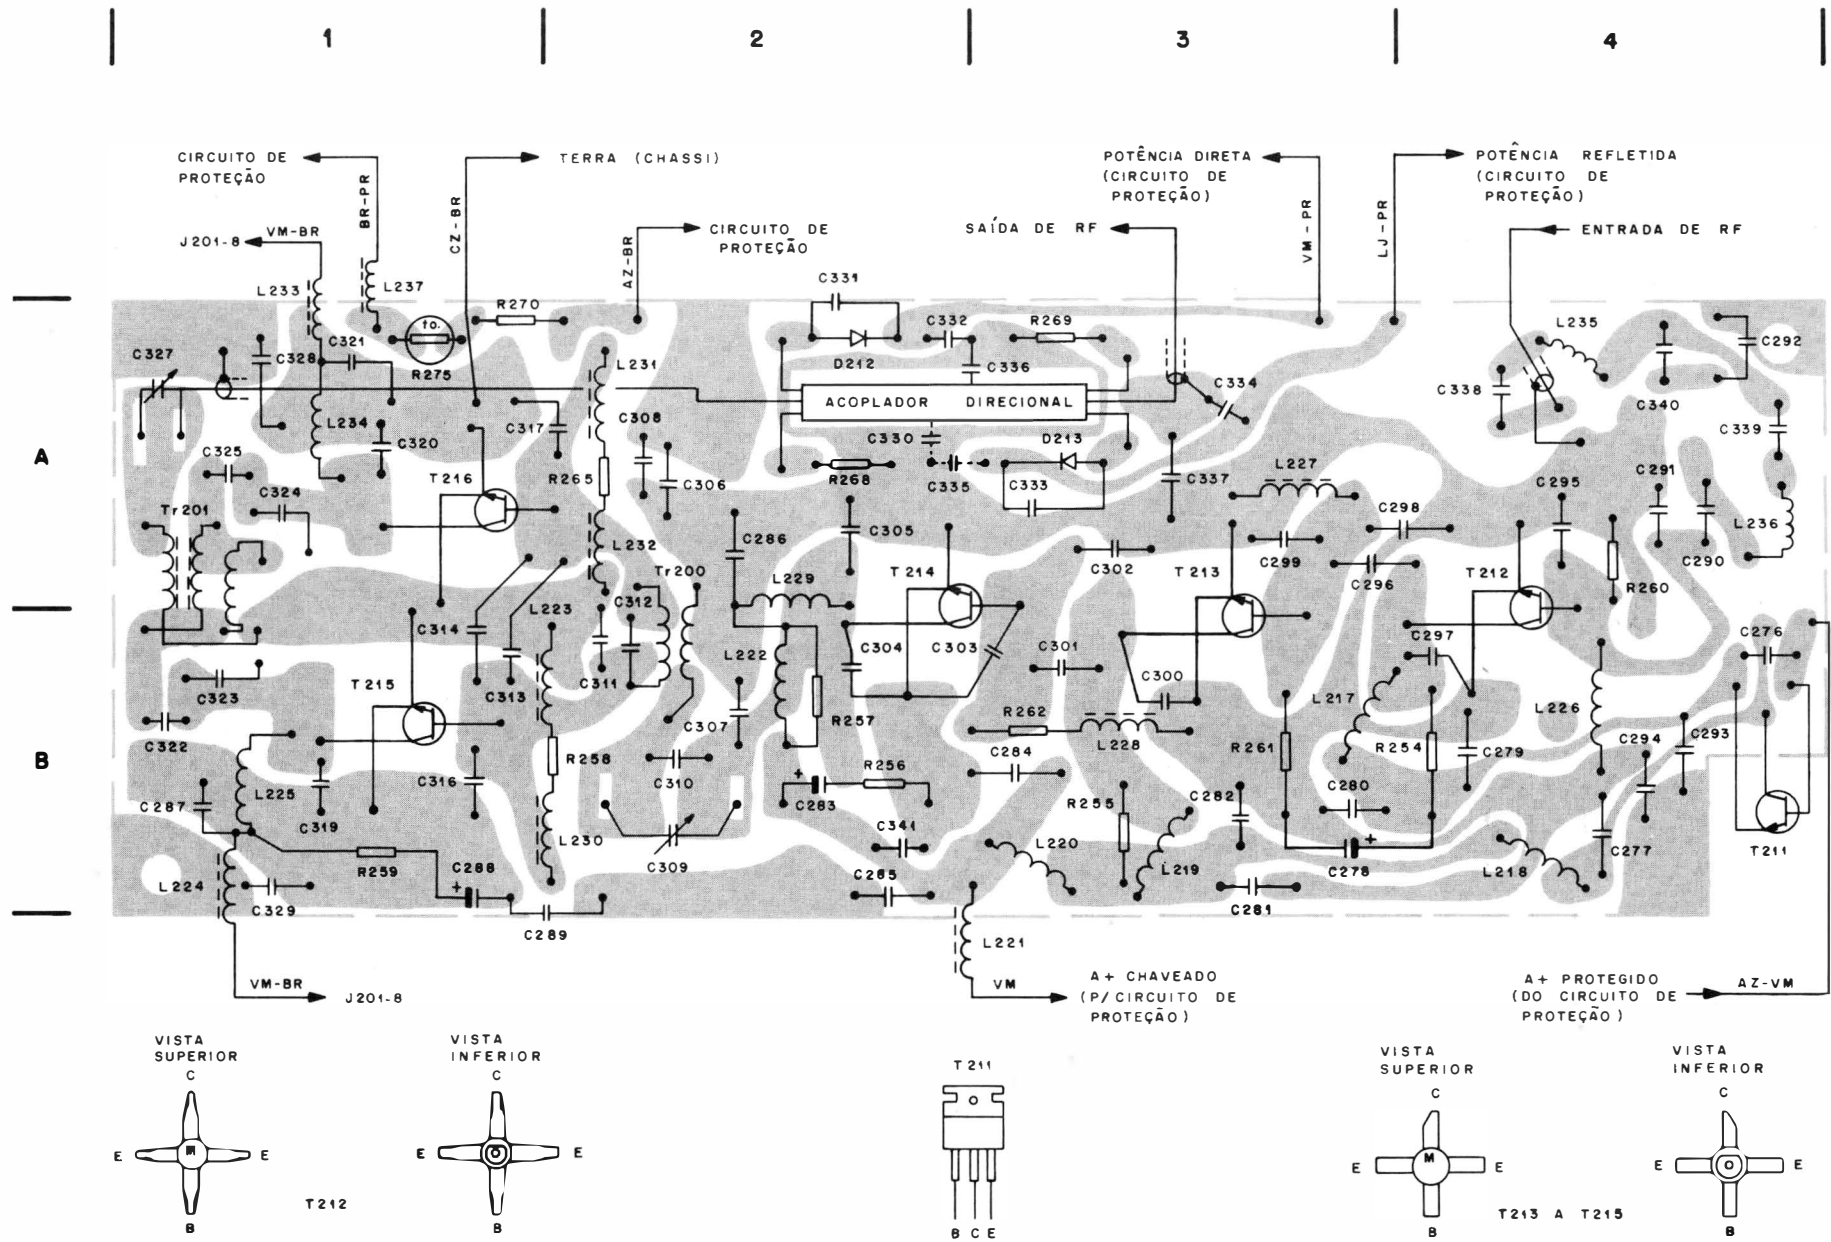 1 2 3 4
CIRCUITO DE
PROTEÇÃO
TERRA (CHASSI)
POTÊNCIA DIRETA
(CIRCUITO DE
PROTEÇÃO)
POTÊNCIA REFLETIDA
(CIRCUITO DE
PROTEÇÃO)
BR-PR
CZ-BR
VM-BR
J201-8
AZ-BR
CIRCUITO DE
PROTEÇÃO
SAÍDA DE RF
VM-PR
LJ-PR
ENTRADA DE RF
L233
L237
R270
C331
C332
R269
L235
C292
C327
C328
C321
to.
R275
L231
D212
C336
C334
C338
C340
ACOPLADOR DIRECIONAL
L234
C320
C317
C308
C330
D213
C339
A
C325
T216
R265
C306
R268
C335
C333
C337
L227
C295
C291
C324
Tr201
C305
C298
L236
L232
C286
C302
C299
C290
Tr200
L229
T214
T213
C296
T212
R260
C312
L223
C314
C297
C276
L222
C304
C303
C301
C323
T215
C313
C311
C300
L217
C307
R257
R262
L226
C322
L228
R261
R254
C279
C294
C293
B
R258
C316
C310
C284
R256
L225
C287
C319
C283
R255
C282
C280
L230
C309
C341
L220
C277
T211
R259
C288
L224
C285
L219
C278
L218
C329
C281
C289
L221
VM-BR
J201-8
VM
A+ CHAVEADO
(P/CIRCUITO DE
PROTEÇÃO)
A+ PROTEGIDO
(DO CIRCUITO DE
PROTEÇÃO)
AZ-VM
VISTA
SUPERIOR
C
E E
B
T212
VISTA
INFERIOR
C
E E
B
T211
B C E
VISTA
SUPERIOR
C
M
E E
B
T213 A T215
VISTA
INFERIOR
C
E E
B